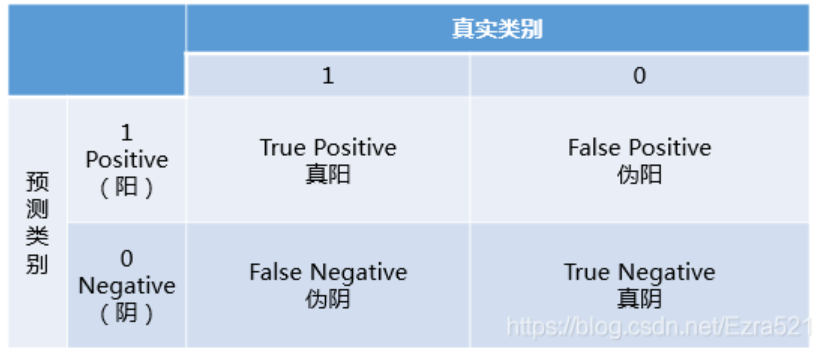 真实类别
1
0
预测类别
1
Positive
（阳）
True Positive
真阳
False Positive
伪阳
0
Negative
（阴）
False Negative
伪阴
True Negative
真阴
https://blog.csdn.net/Ezra521